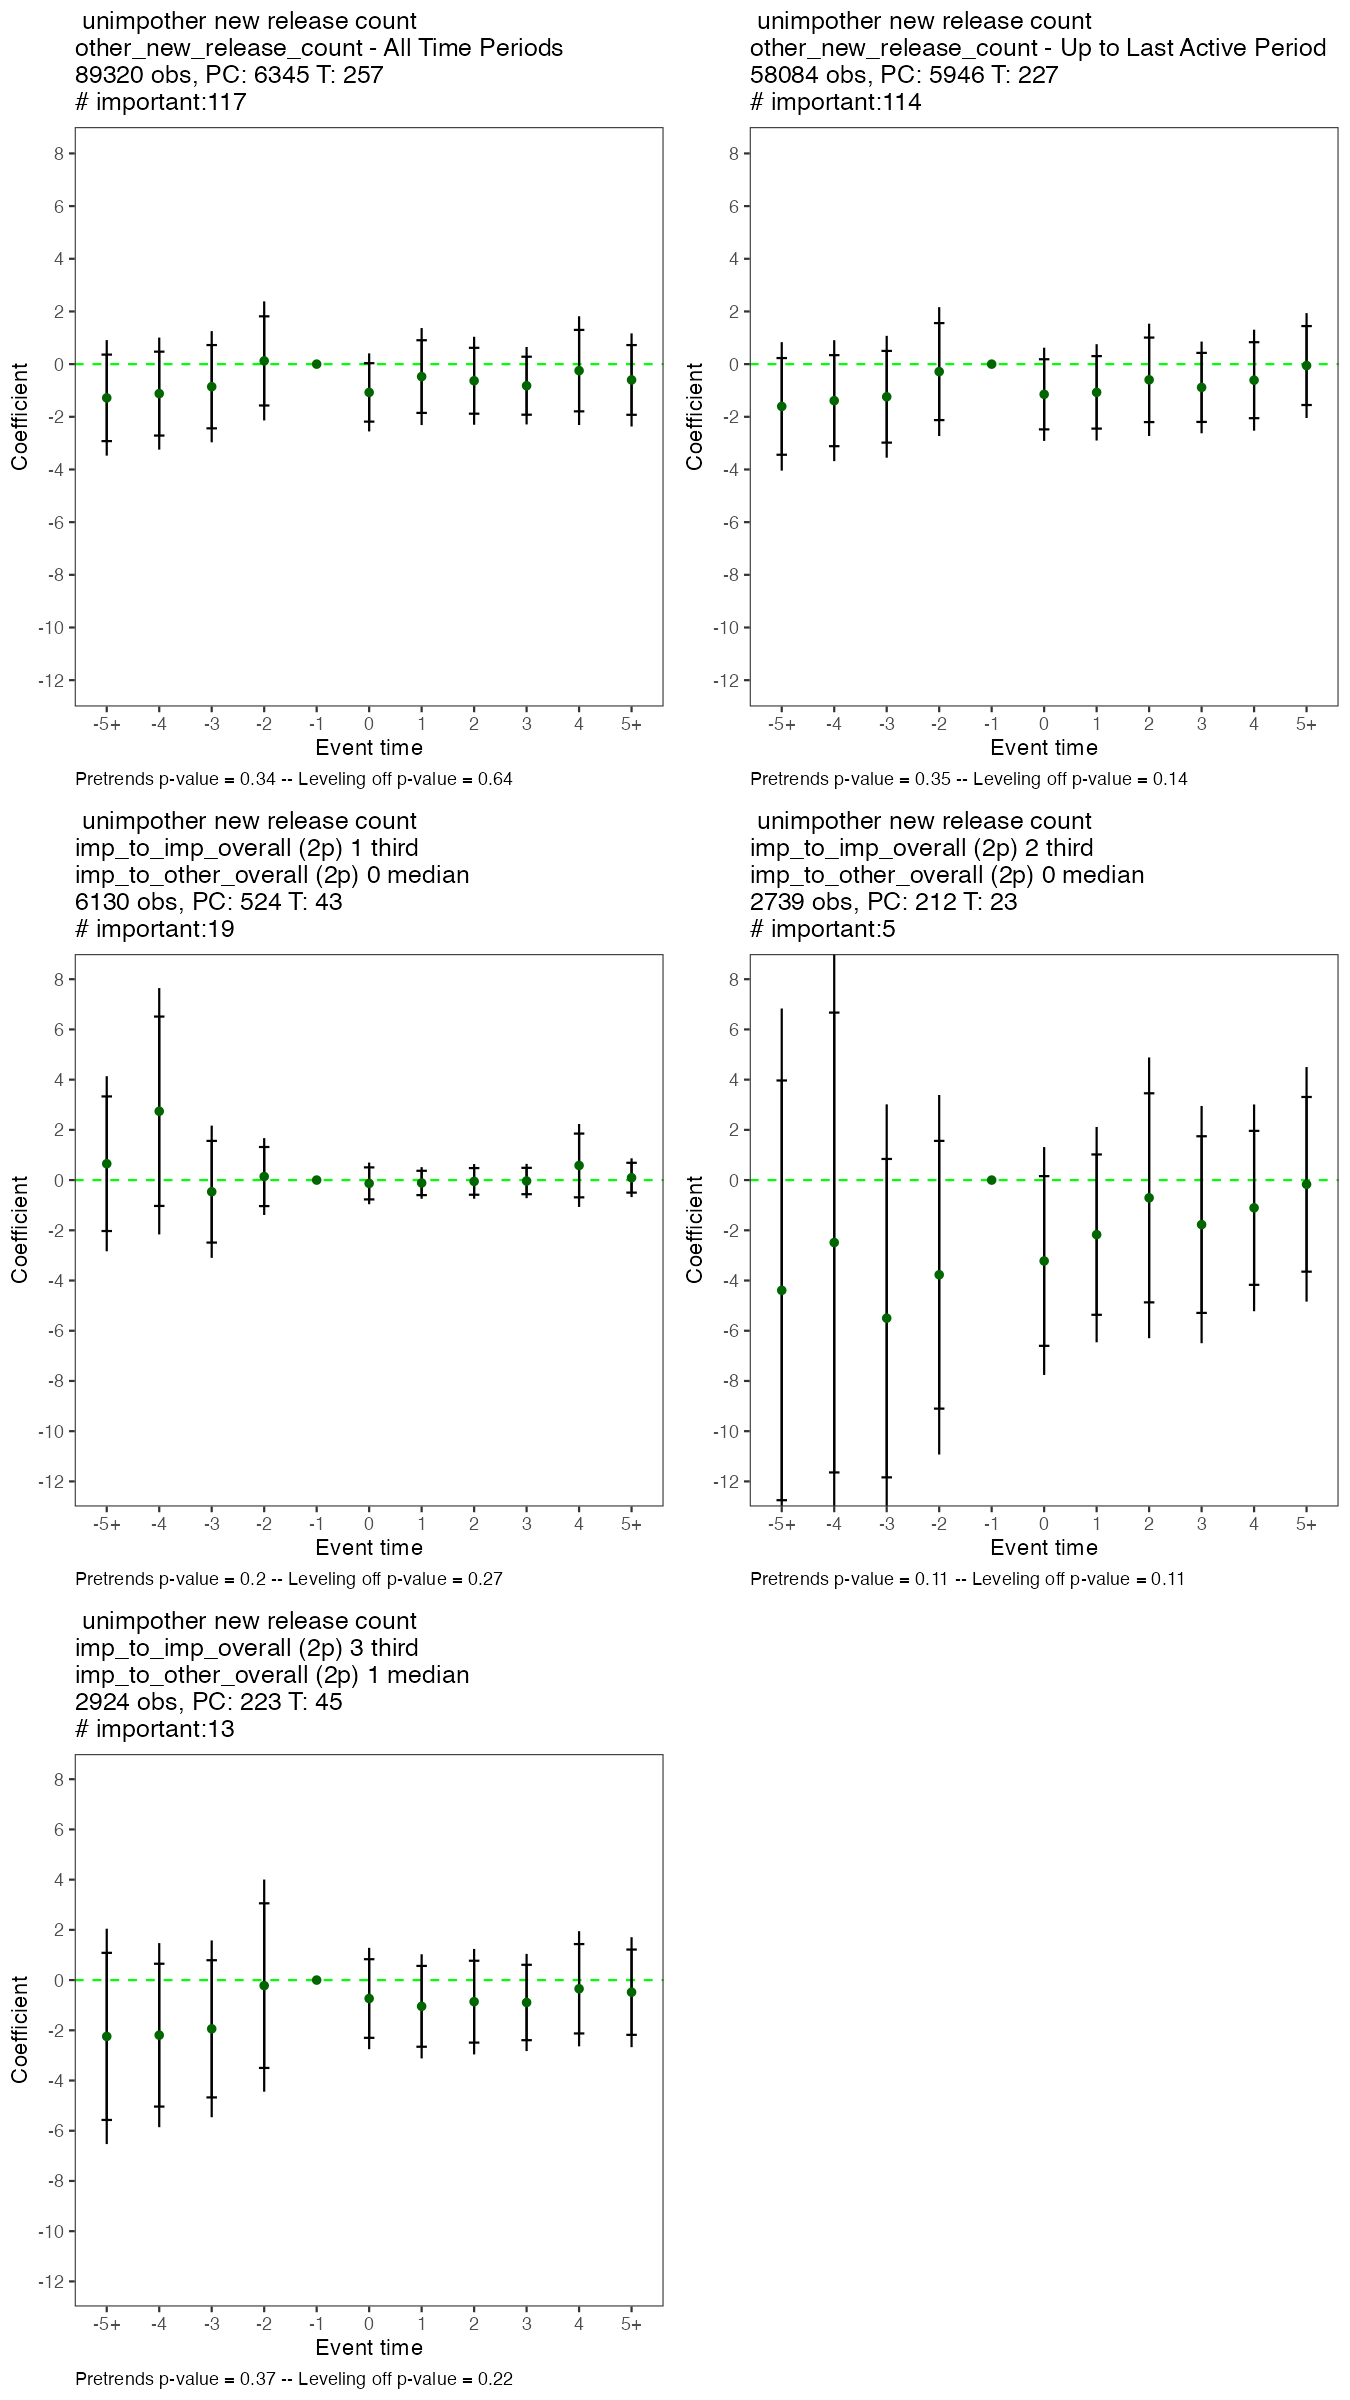 unimpother new release count
other_new_release_count - All Time Periods
89320 obs, PC: 6345 T: 257
# important:117
8
6
4
2
0
-2
-4
-6
-8
-10
-12
Coefficient
-5+ -4 -3 -2 -1 0 1 2 3 4 5+
Event time
Pretrends p-value = 0.34 -- Leveling off p-value = 0.64
unimpother new release count
other_new_release_count - Up to Last Active Period
58084 obs, PC: 5946 T: 227
# important:114
8
6
4
2
0
-2
-4
-6
-8
-10
-12
Coefficient
-5+ -4 -3 -2 -1 0 1 2 3 4 5+
Event time
Pretrends p-value = 0.35 -- Leveling off p-value = 0.14
unimpother new release count
imp_to_imp_overall (2p) 1 third
imp_to_other_overall (2p) 0 median
6130 obs, PC: 524 T: 43
# important:19
8
6
4
2
0
-2
-4
-6
-8
-10
-12
Coefficient
-5+ -4 -3 -2 -1 0 1 2 3 4 5+
Event time
Pretrends p-value = 0.2 -- Leveling off p-value = 0.27
unimpother new release count
imp_to_imp_overall (2p) 2 third
imp_to_other_overall (2p) 0 median
2739 obs, PC: 212 T: 23
# important:5
8
6
4
2
0
-2
-4
-6
-8
-10
-12
Coefficient
-5+ -4 -3 -2 -1 0 1 2 3 4 5+
Event time
Pretrends p-value = 0.11 -- Leveling off p-value = 0.11
unimpother new release count
imp_to_imp_overall (2p) 3 third
imp_to_other_overall (2p) 1 median
2924 obs, PC: 223 T: 45
# important:13
8
6
4
2
0
-2
-4
-6
-8
-10
-12
Coefficient
-5+ -4 -3 -2 -1 0 1 2 3 4 5+
Event time
Pretrends p-value = 0.37 -- Leveling off p-value = 0.22